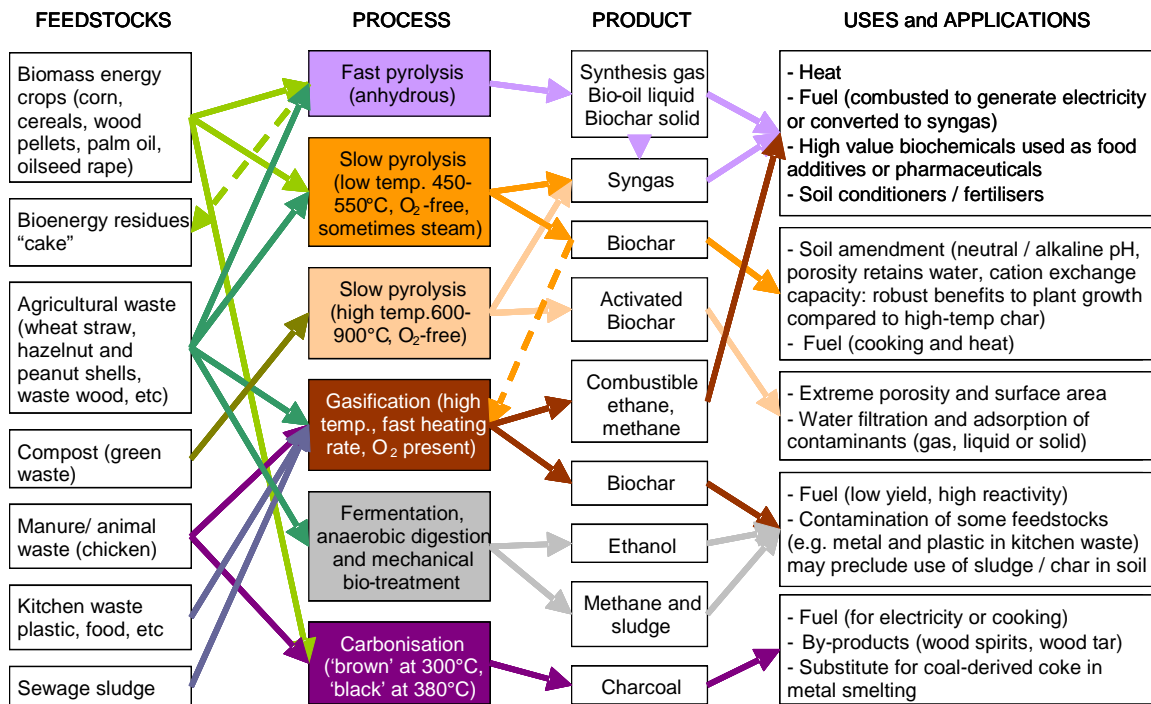 FEEDSTOCKS
Biomass energy
crops (corn,
cereals, wood
pellets, palm oil,
oilseed rape)
Bioenergy residues
“cake”
Agricultural waste
(wheat straw,
hazelnut and
peanut shells,
waste wood, etc)
Compost (green
waste)
Manure/ animal
waste (chicken)
Kitchen waste
plastic, food, etc
Sewage sludge
PROCESS
Fast pyrolysis
(anhydrous)
Slow pyrolysis
(low temp. 450-
550°C, O₂-free,
sometimes steam)
Slow pyrolysis
(high temp.600-
900°C, O₂-free)
Gasification (high
temp., fast heating
rate, O₂ present)
Fermentation,
anaerobic digestion
and mechanical
bio-treatment
Carbonisation
(‘brown’ at 300°C,
‘black’ at 380°C)
PRODUCT
Synthesis gas
Bio-oil liquid
Biochar solid
Syngas
Biochar
Activated
Biochar
Combustible
ethane,
methane
Biochar
Ethanol
Methane and
sludge
Charcoal
USES and APPLICATIONS
- Heat
- Fuel (combusted to generate electricity
or converted to syngas)
- High value biochemicals used as food
additives or pharmaceuticals
- Soil conditioners / fertilisers
- Soil amendment (neutral / alkaline pH,
porosity retains water, cation exchange
capacity: robust benefits to plant growth
compared to high-temp char)
- Fuel (cooking and heat)
- Extreme porosity and surface area
- Water filtration and adsorption of
contaminants (gas, liquid or solid)
- Fuel (low yield, high reactivity)
- Contamination of some feedstocks
(e.g. metal and plastic in kitchen waste)
may preclude use of sludge / char in soil
- Fuel (for electricity or cooking)
- By-products (wood spirits, wood tar)
- Substitute for coal-derived coke in
metal smelting